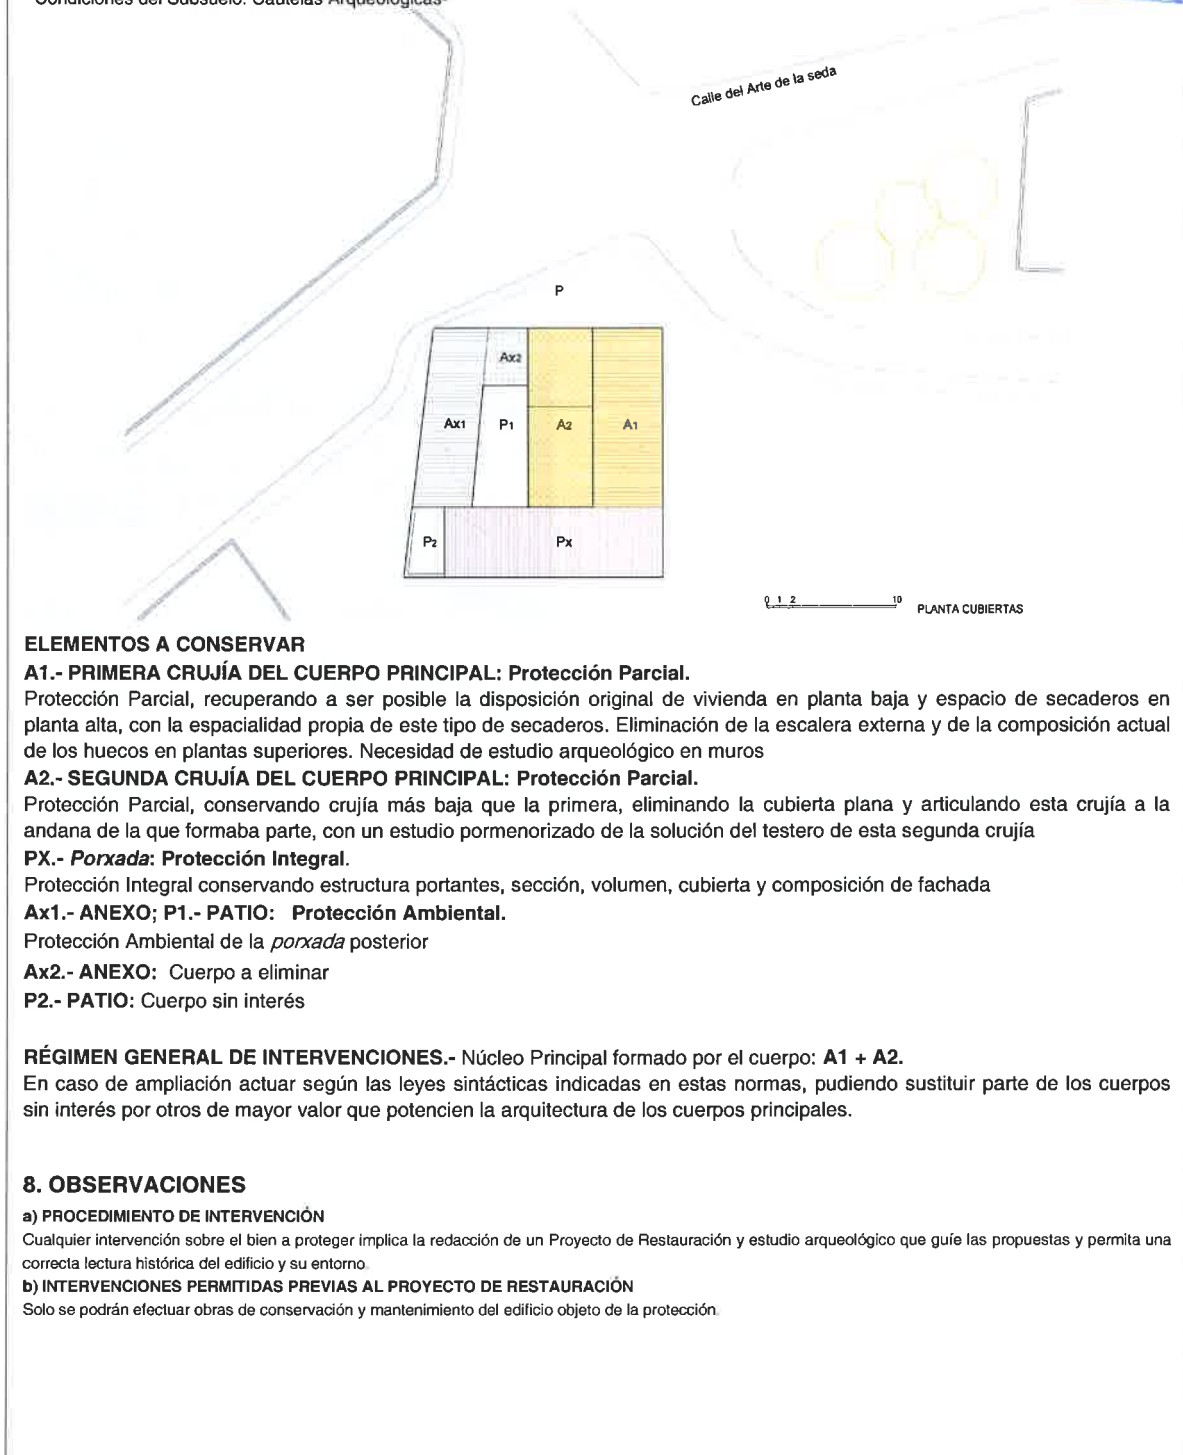 Condiciones del Subsuelo: Cautelas Arqueológicas
Calle del Arte de la seda
P
Ax2
Ax1
P1
A2
A1
P2
Px
0 1 2 10
PLANTA CUBIERTAS
ELEMENTOS A CONSERVAR
A1.- PRIMERA CRUJÍA DEL CUERPO PRINCIPAL: Protección Parcial.
Protección Parcial, recuperando a ser posible la disposición original de vivienda en planta baja y espacio de secaderos en
planta alta, con la espacialidad propia de este tipo de secaderos. Eliminación de la escalera externa y de la composición actual
de los huecos en plantas superiores. Necesidad de estudio arqueológico en muros
A2.- SEGUNDA CRUJÍA DEL CUERPO PRINCIPAL: Protección Parcial.
Protección Parcial, conservando crujía más baja que la primera, eliminando la cubierta plana y articulando esta crujía a la
andana de la que formaba parte, con un estudio pormenorizado de la solución del testero de esta segunda crujía
PX.- Porxada: Protección Integral.
Protección Integral conservando estructura portantes, sección, volumen, cubierta y composición de fachada
Ax1.- ANEXO; P1.- PATIO: Protección Ambiental.
Protección Ambiental de la porxada posterior
Ax2.- ANEXO: Cuerpo a eliminar
P2.- PATIO: Cuerpo sin interés
RÉGIMEN GENERAL DE INTERVENCIONES.- Núcleo Principal formado por el cuerpo: A1 + A2.
En caso de ampliación actuar según las leyes sintácticas indicadas en estas normas, pudiendo sustituir parte de los cuerpos
sin interés por otros de mayor valor que potencien la arquitectura de los cuerpos principales.
8. OBSERVACIONES
a) PROCEDIMIENTO DE INTERVENCIÓN
Cualquier intervención sobre el bien a proteger implica la redacción de un Proyecto de Restauración y estudio arqueológico que guíe las propuestas y permita una
correcta lectura histórica del edificio y su entorno.
b) INTERVENCIONES PERMITIDAS PREVIAS AL PROYECTO DE RESTAURACIÓN
Solo se podrán efectuar obras de conservación y mantenimiento del edificio objeto de la protección.